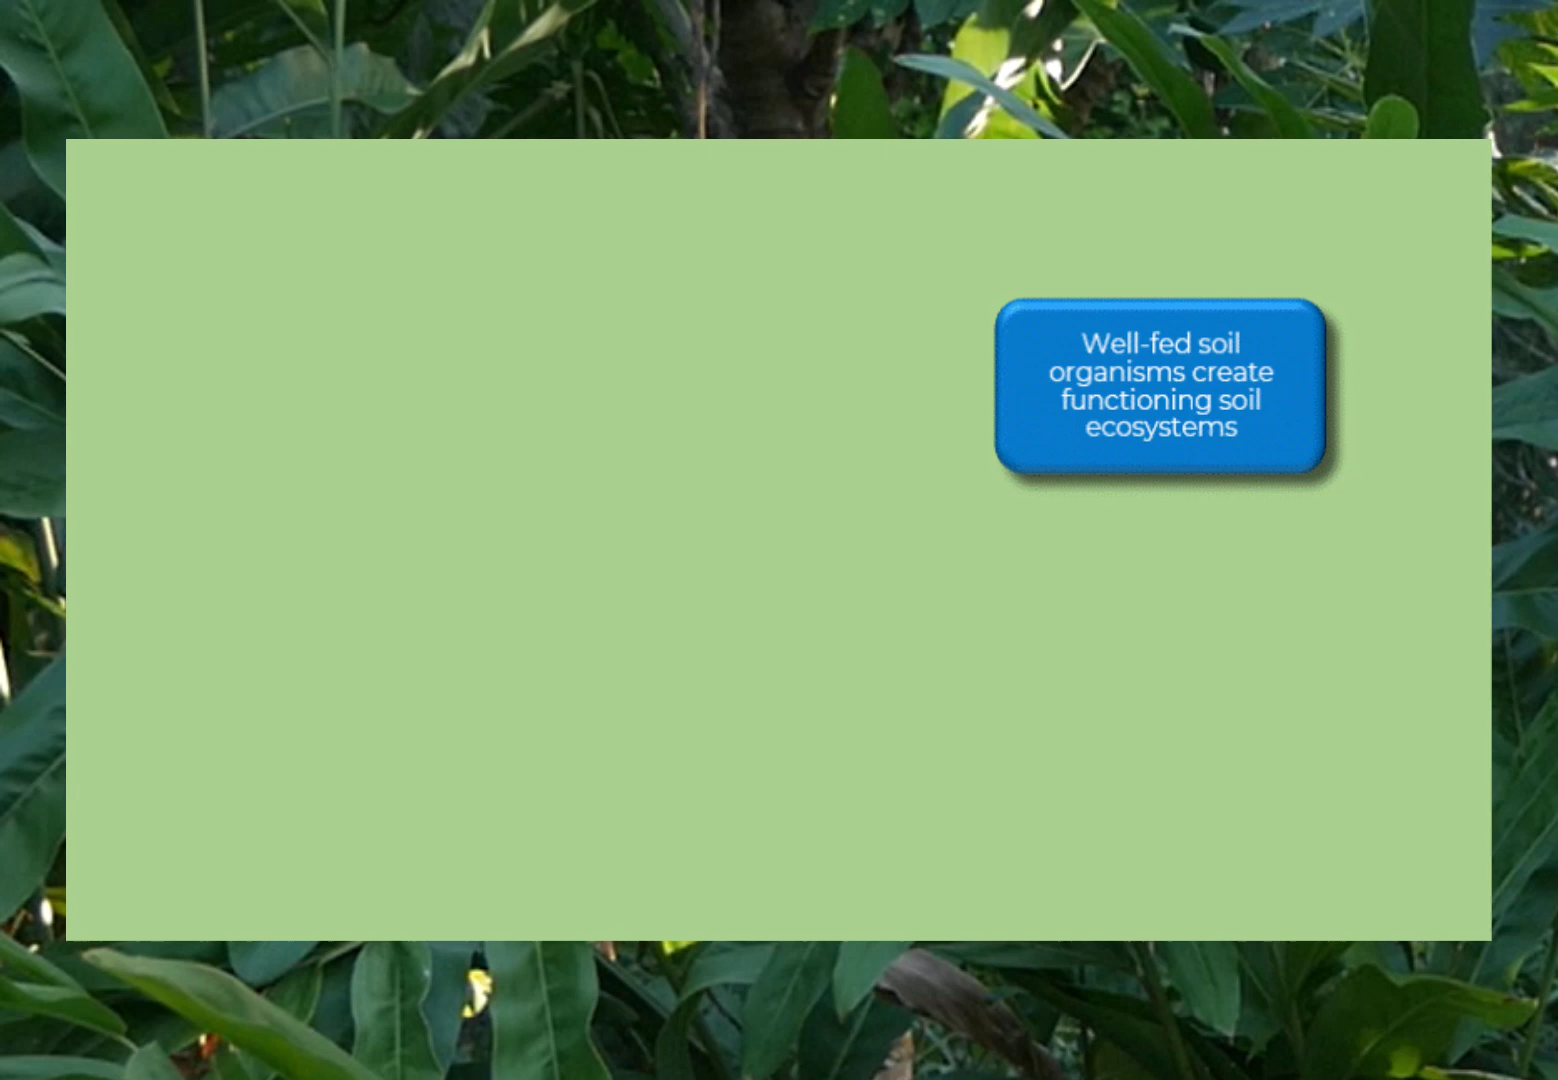 Well-fed soil
organisms create
functioning soil
ecosystems